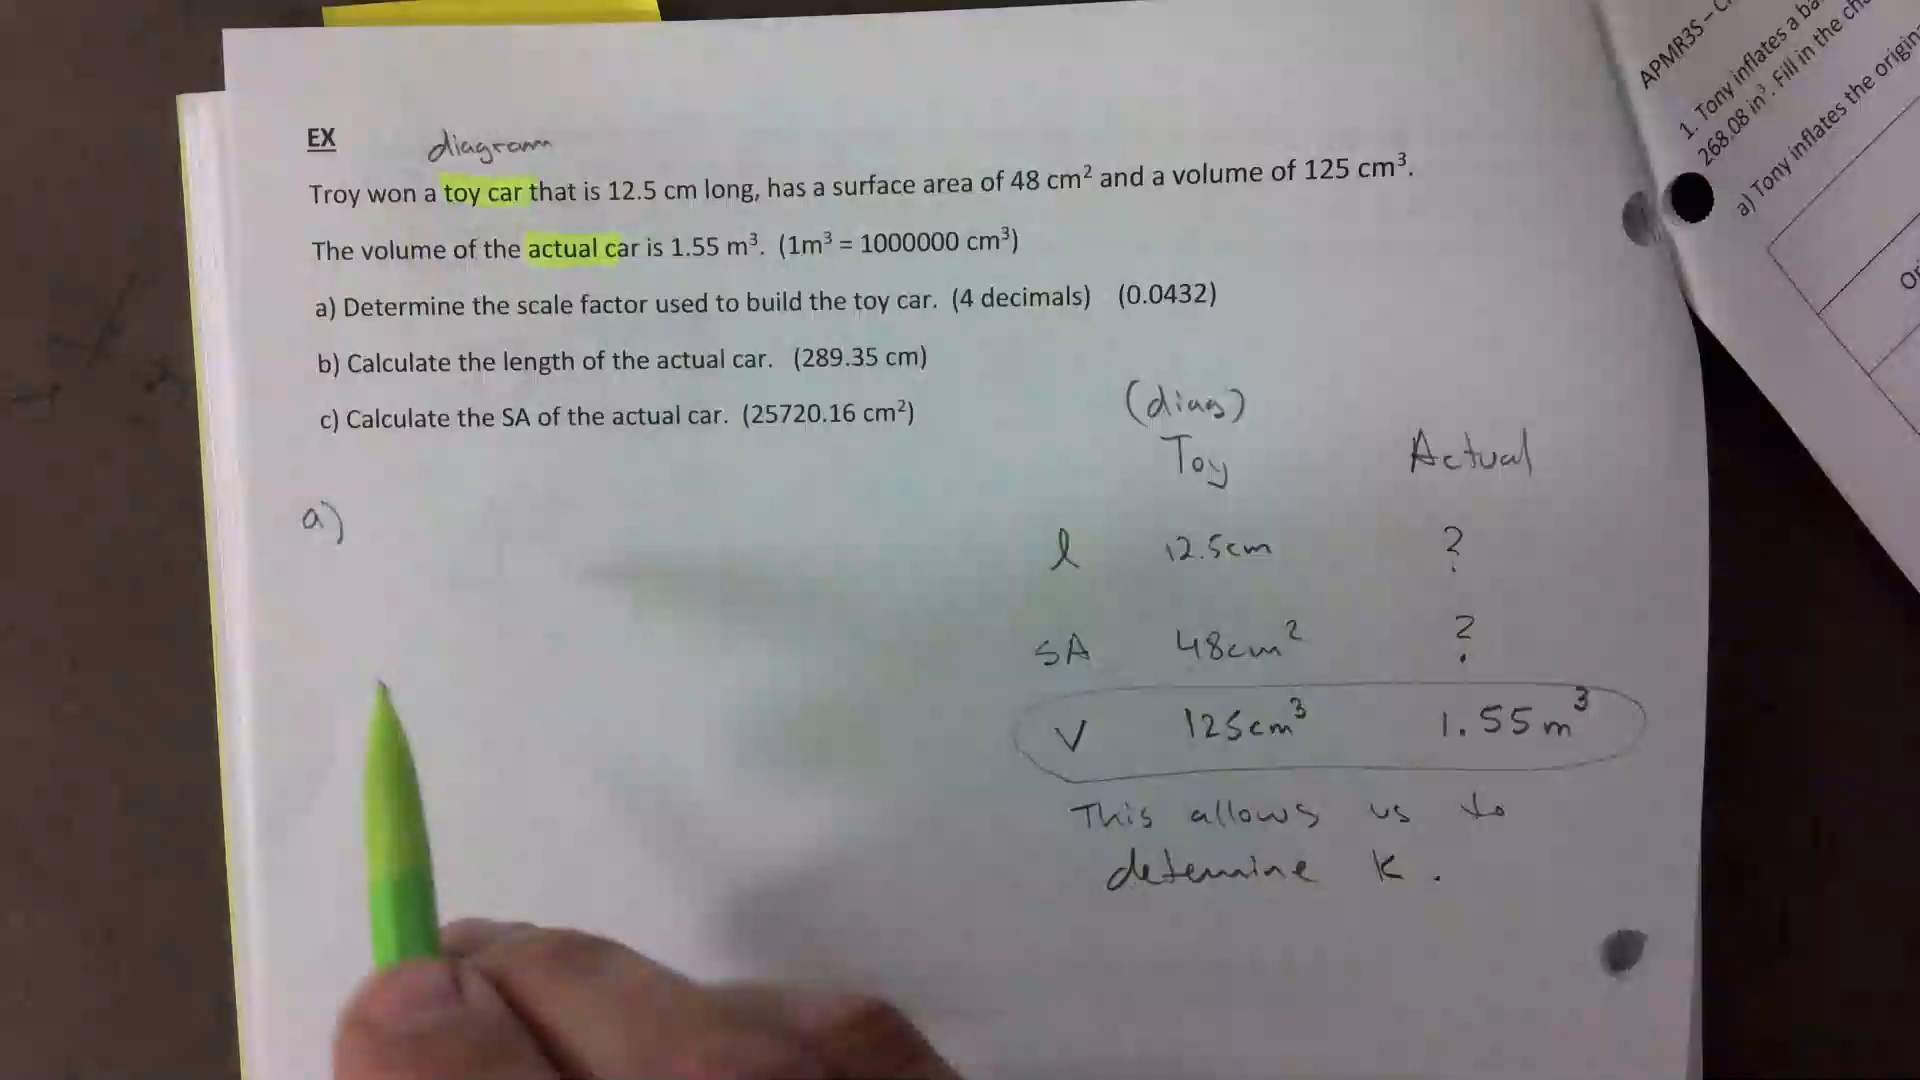 EX
diagram
Troy won a toy car that is 12.5 cm long, has a surface area of 48 cm² and a volume of 125 cm³.
The volume of the actual car is 1.55 m³. (1m³ = 1000000 cm³)
a) Determine the scale factor used to build the toy car. (4 decimals) (0.0432)
b) Calculate the length of the actual car. (289.35 cm)
c) Calculate the SA of the actual car. (25720.16 cm²)
a)
(diag)
Toy Actual
l 12.5cm ?
SA 48cm² ?
V 125cm³ 1.55m³
This allows us to
determine K.
APMR3S –
1. Tony inflates a
268.08 in³. Fill in the
a) Tony inflates the